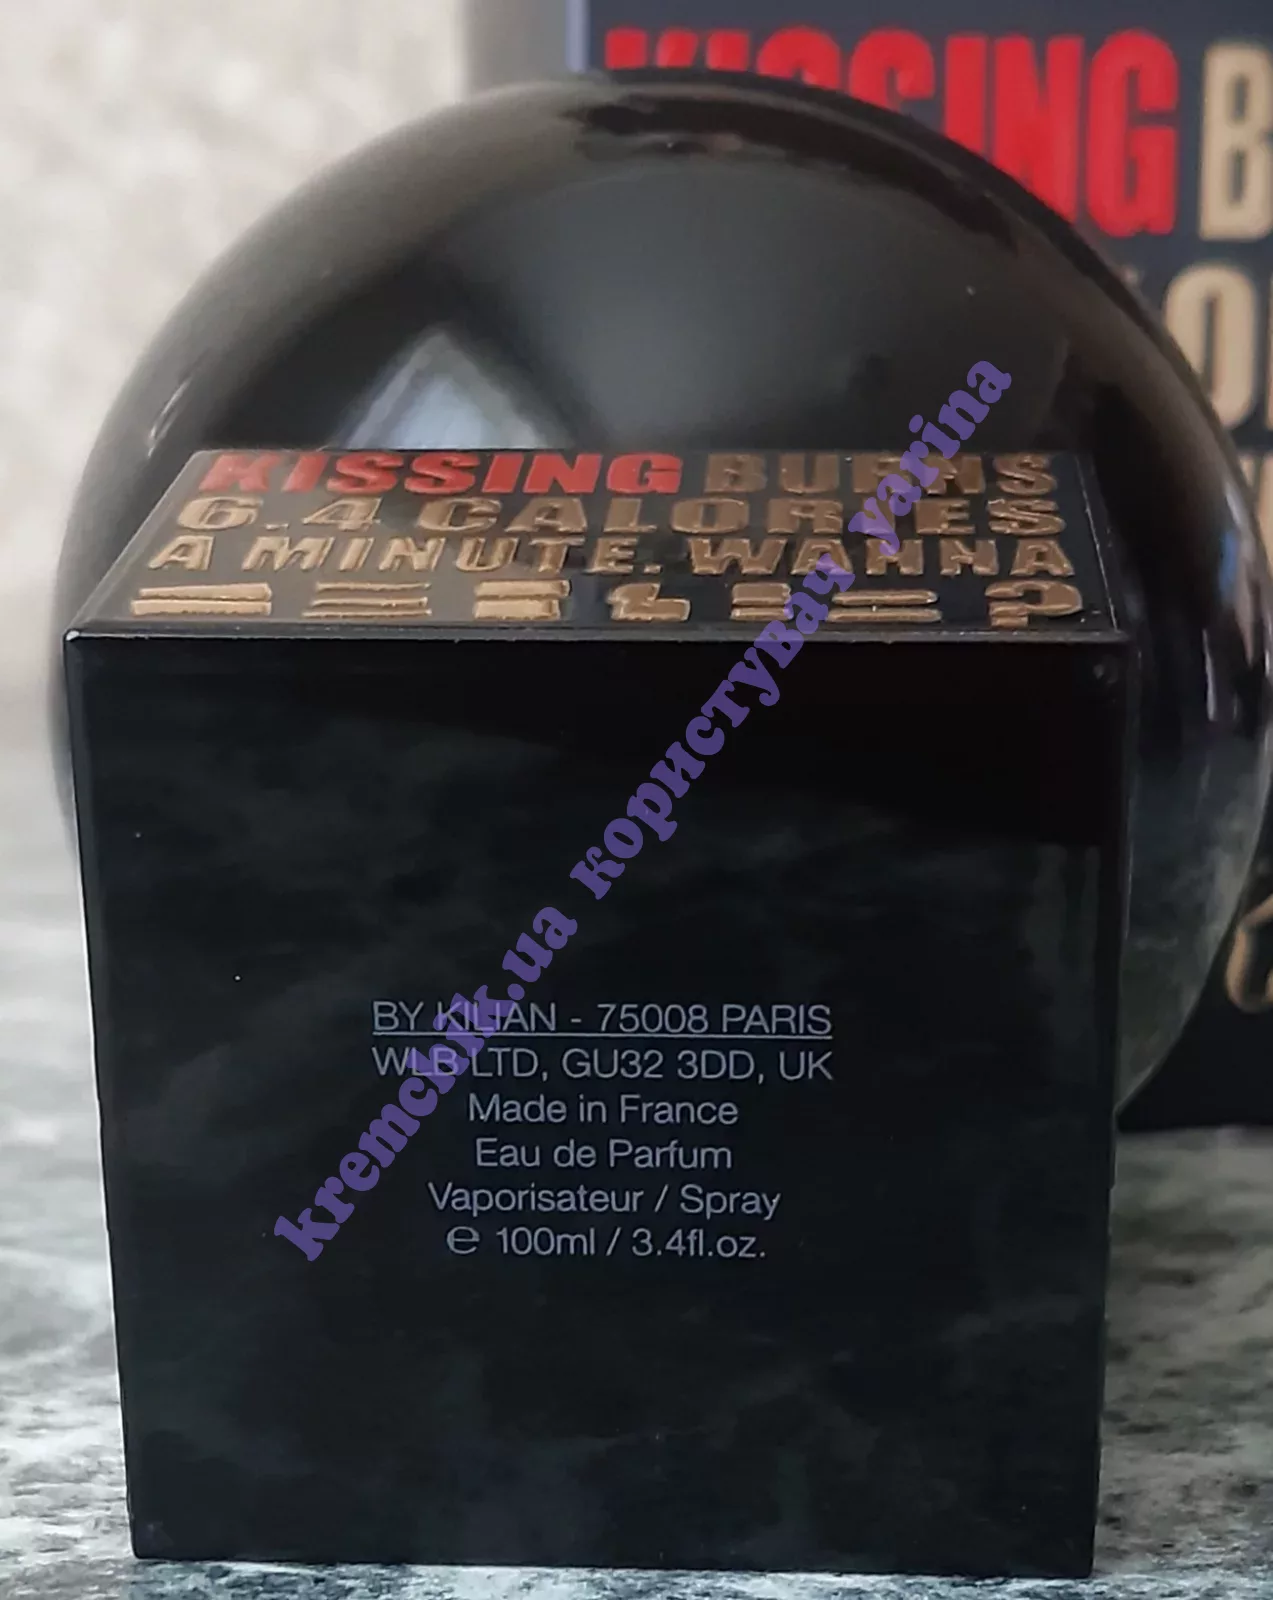 KISSING B
KISSING BURNS
6.4 CALORIES
A MINUTE. WANNA
?
BY KILIAN - 75008 PARIS
WLB LTD, GU32 3DD, UK
Made in France
Eau de Parfum
Vaporisateur / Spray
℮ 100ml / 3.4fl.oz.
kremchik.ua користувач yarina